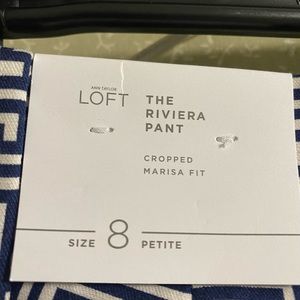 ANN TAYLOR
LOFT
THE
RIVIERA
PANT
CROPPED
MARISA FIT
SIZE 8 PETITE